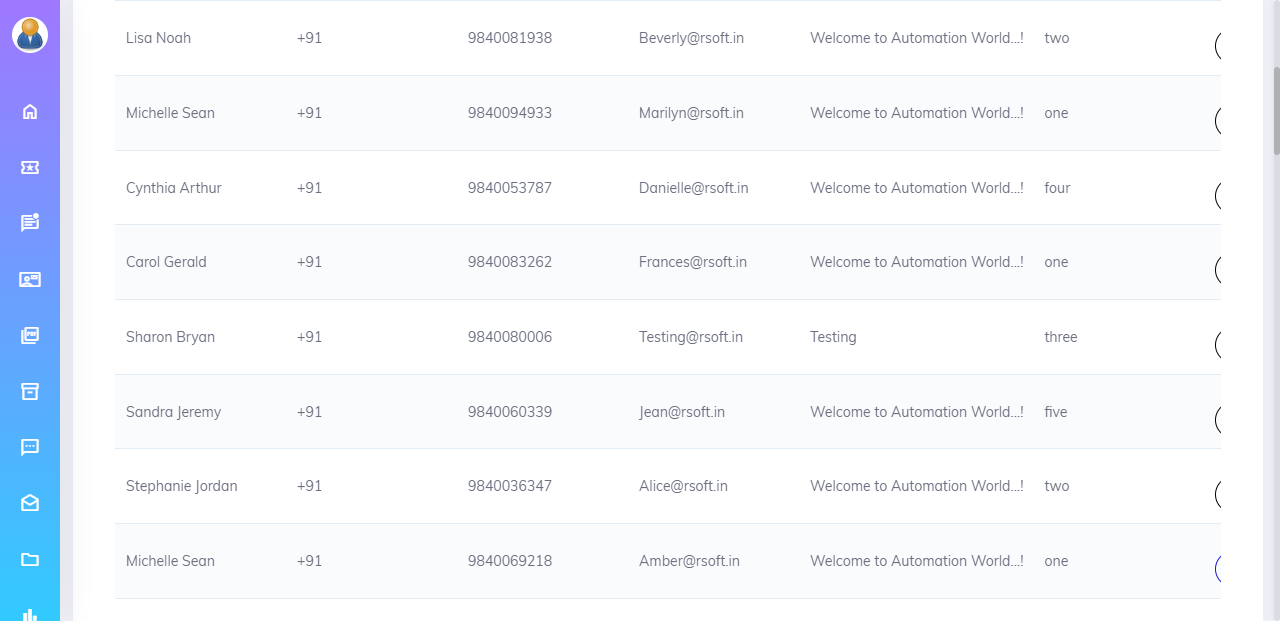 Lisa Noah +91 9840081938 Beverly@rsoft.in Welcome to Automation World...! two
Michelle Sean +91 9840094933 Marilyn@rsoft.in Welcome to Automation World...! one
Cynthia Arthur +91 9840053787 Danielle@rsoft.in Welcome to Automation World...! four
Carol Gerald +91 9840083262 Frances@rsoft.in Welcome to Automation World...! one
Sharon Bryan +91 9840080006 Testing@rsoft.in Testing three
Sandra Jeremy +91 9840060339 Jean@rsoft.in Welcome to Automation World...! five
Stephanie Jordan +91 9840036347 Alice@rsoft.in Welcome to Automation World...! two
Michelle Sean +91 9840069218 Amber@rsoft.in Welcome to Automation World...! one